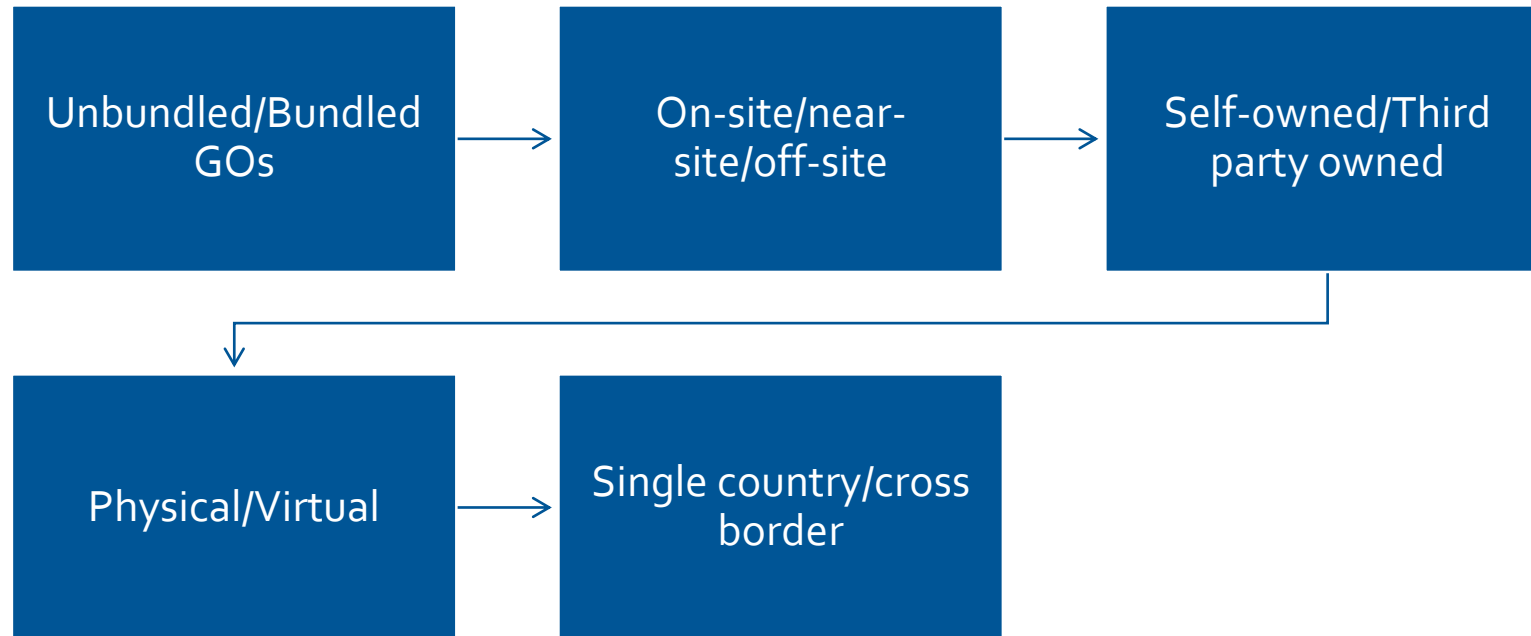 Unbundled/Bundled
GOs
On-site/near-
site/off-site
Self-owned/Third
party owned
Physical/Virtual
Single country/cross
border